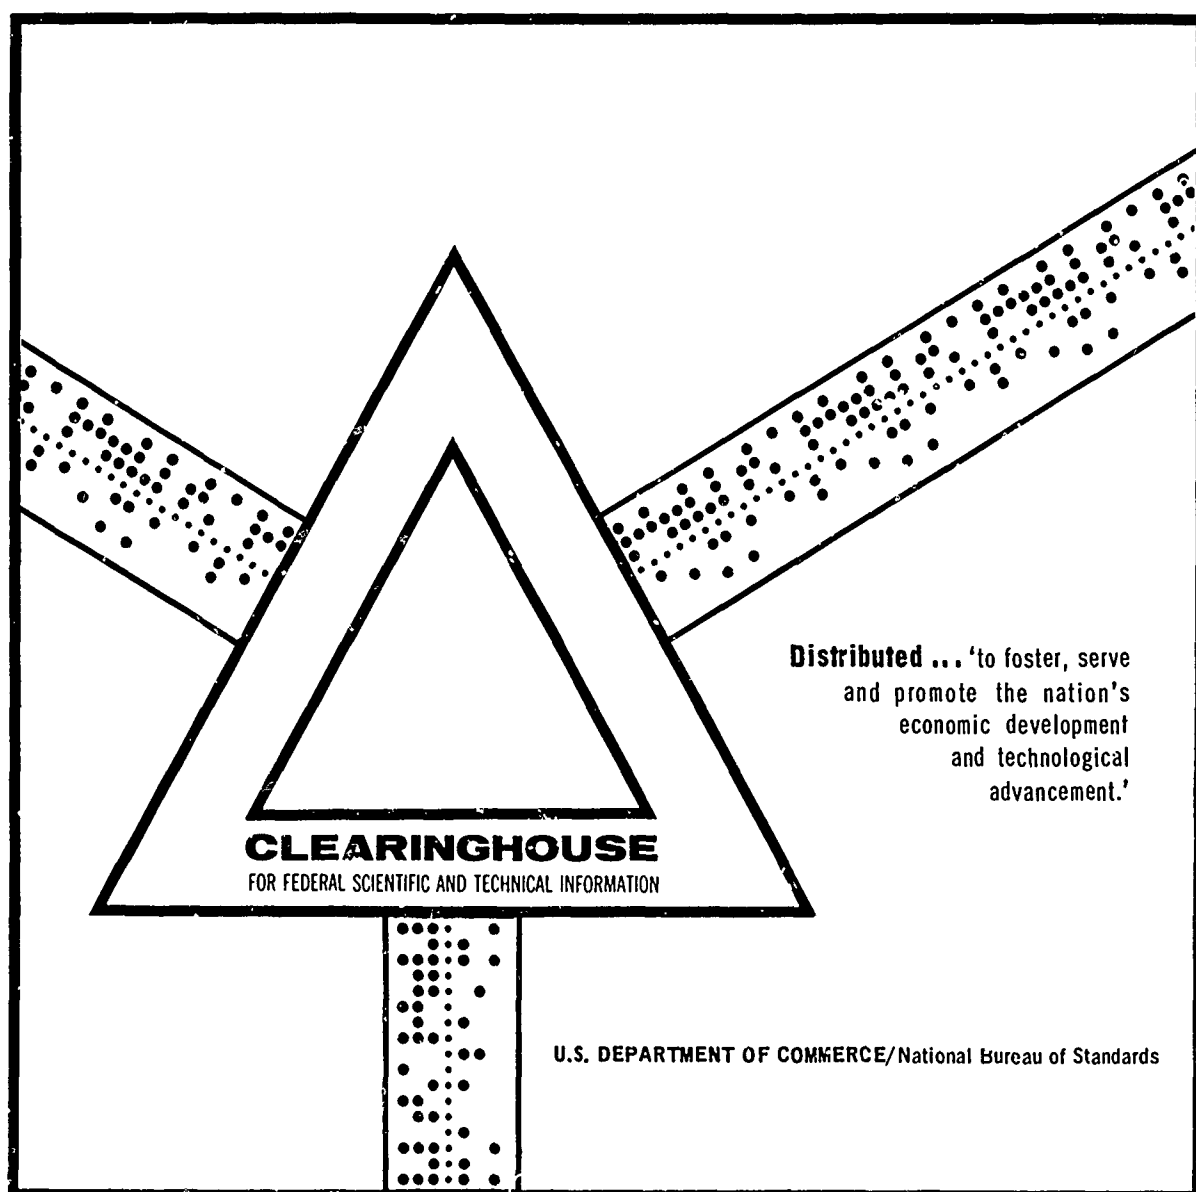 Distributed ... 'to foster, serve
and promote the nation's
economic development
and technological
advancement.'
CLEARINGHOUSE
FOR FEDERAL SCIENTIFIC AND TECHNICAL INFORMATION
U.S. DEPARTMENT OF COMMERCE/National Bureau of Standards